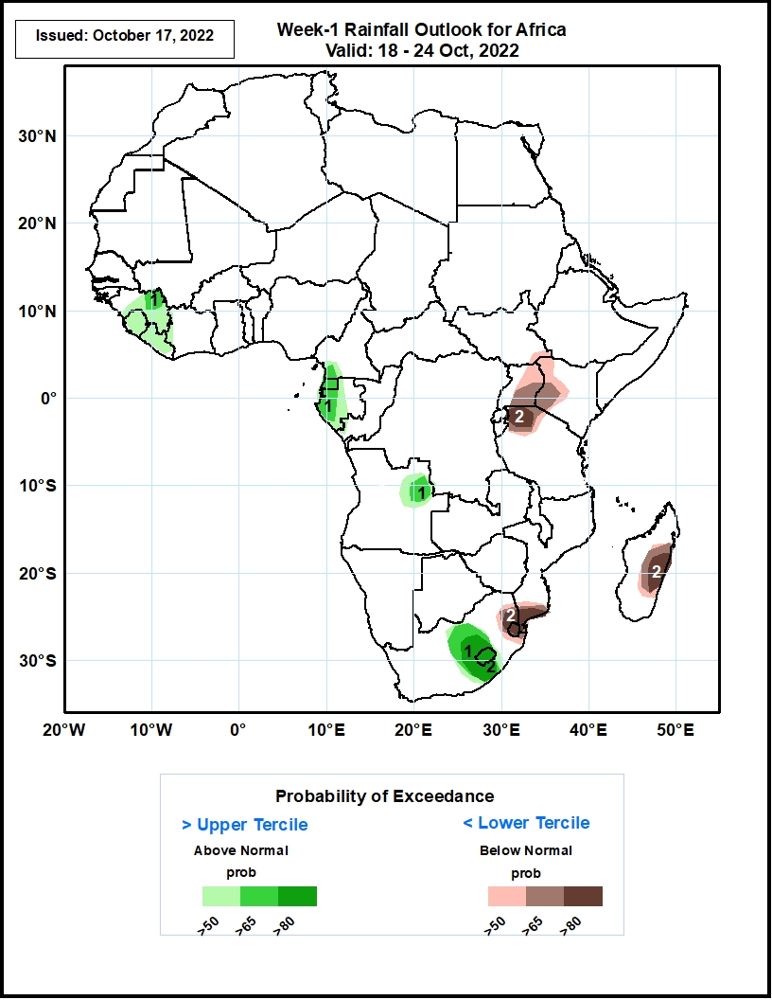 Issued: October 17, 2022
Week-1 Rainfall Outlook for Africa
Valid: 18 - 24 Oct, 2022
30°N
20°N
10°N
0°
10°S
20°S
30°S
1
1
2
1
2
2
2
1
2
20°W
10°W
0°
10°E
20°E
30°E
40°E
50°E
Probability of Exceedance
> Upper Tercile
< Lower Tercile
Above Normal
Below Normal
prob
prob
>50
>65
>80
>50
>65
>80